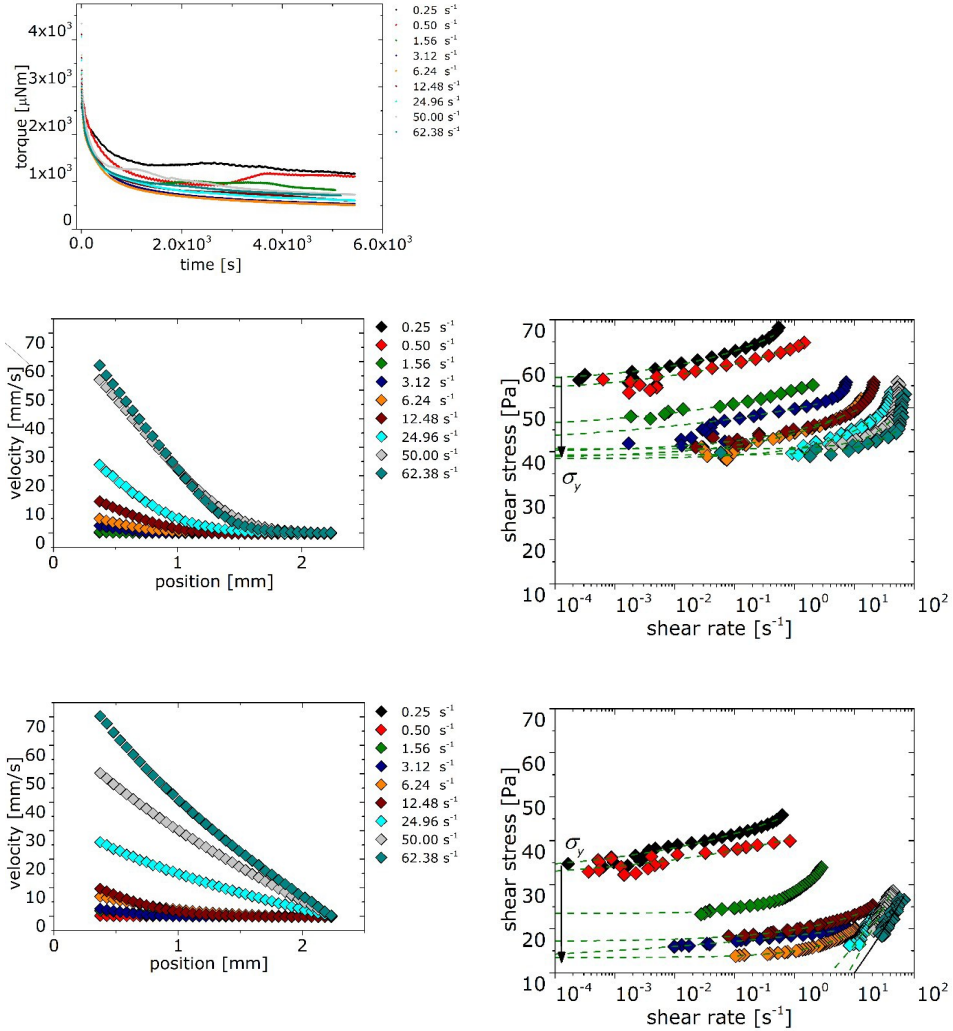 4x10³
3x10³
2x10³
1x10³
0
torque [µNm]
0.0 2.0x10³ 4.0x10³ 6.0x10³
time [s]
0.25 s⁻¹
0.50 s⁻¹
1.56 s⁻¹
3.12 s⁻¹
6.24 s⁻¹
12.48 s⁻¹
24.96 s⁻¹
50.00 s⁻¹
62.38 s⁻¹
70
60
50
40
30
20
10
0
velocity [mm/s]
0 1 2
position [mm]
0.25 s⁻¹
0.50 s⁻¹
1.56 s⁻¹
3.12 s⁻¹
6.24 s⁻¹
12.48 s⁻¹
24.96 s⁻¹
50.00 s⁻¹
62.38 s⁻¹
70
60
50
40
30
20
10
shear stress [Pa]
σy
10⁻⁴ 10⁻³ 10⁻² 10⁻¹ 10⁰ 10¹ 10²
shear rate [s⁻¹]
70
60
50
40
30
20
10
0
velocity [mm/s]
0 1 2
position [mm]
0.25 s⁻¹
0.50 s⁻¹
1.56 s⁻¹
3.12 s⁻¹
6.24 s⁻¹
12.48 s⁻¹
24.96 s⁻¹
50.00 s⁻¹
62.38 s⁻¹
70
60
50
40
30
20
10
shear stress [Pa]
σy
10⁻⁴ 10⁻³ 10⁻² 10⁻¹ 10⁰ 10¹ 10²
shear rate [s⁻¹]